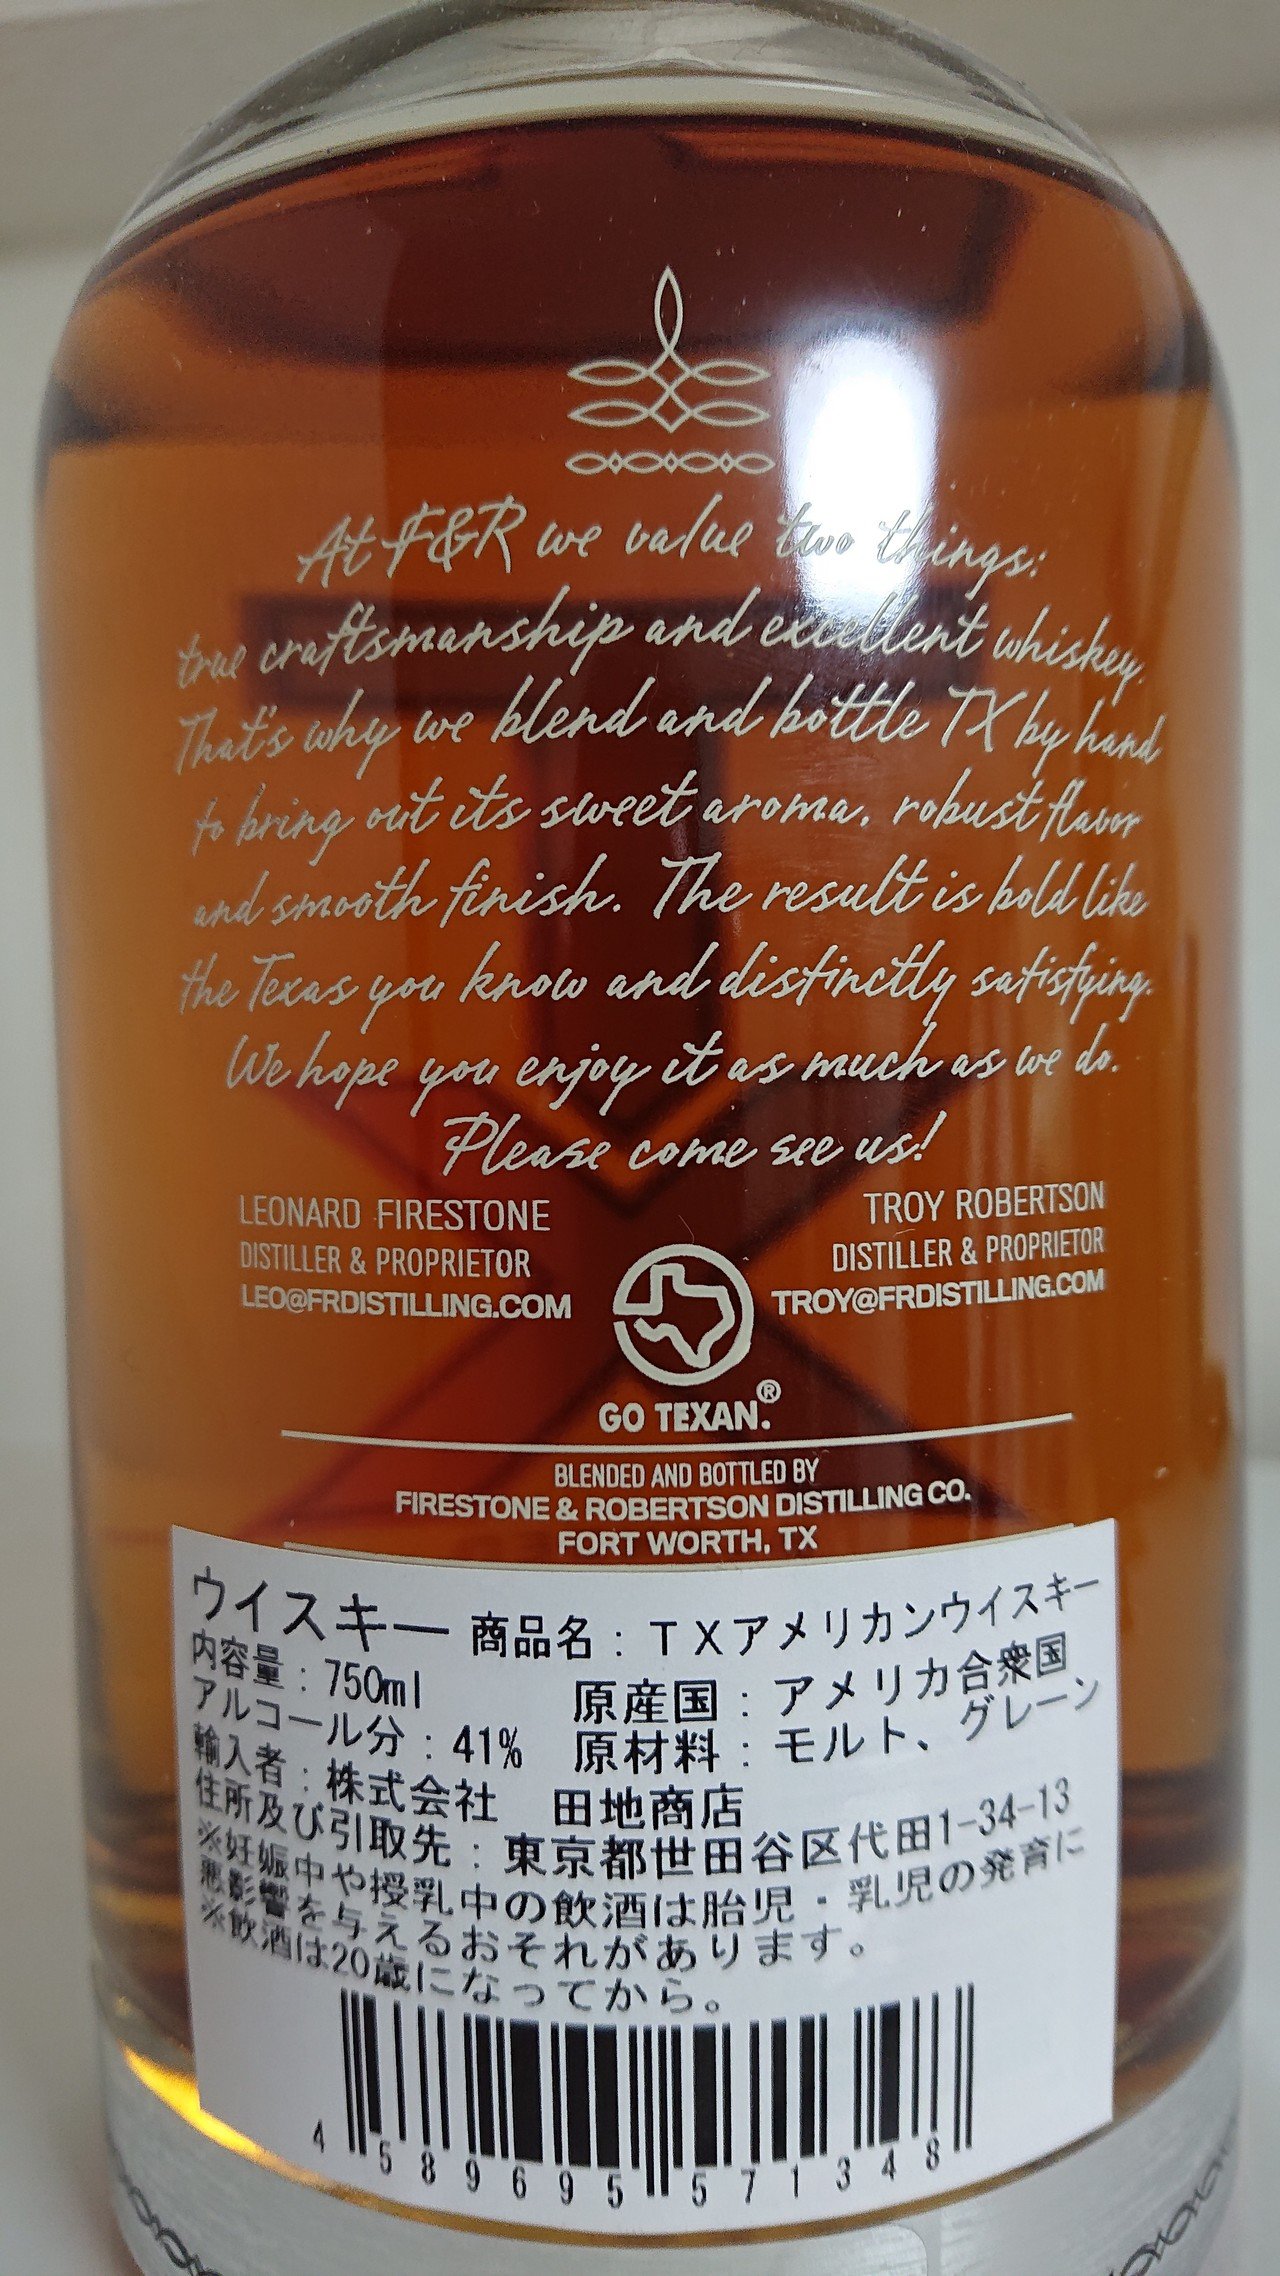 At F&R we value two things:
true craftsmanship and excellent whiskey.
That's why we blend and bottle TX by hand
to bring out its sweet aroma, robust flavor
and smooth finish. The result is bold like
the Texas you know and distinctly satisfying.
We hope you enjoy it as much as we do.
Please come see us!
LEONARD FIRESTONE
DISTILLER & PROPRIETOR
LEO@FRDISTILLING.COM
TROY ROBERTSON
DISTILLER & PROPRIETOR
TROY@FRDISTILLING.COM
GO TEXAN.®
BLENDED AND BOTTLED BY
FIRESTONE & ROBERTSON DISTILLING CO.
FORT WORTH, TX
ウイスキー 商品名：ＴＸアメリカンウイスキー
内容量：750ml 原産国：アメリカ合衆国
アルコール分：41% 原材料：モルト、グレーン
輸入者：株式会社 田地商店
住所及び引取先：東京都世田谷区代田1-34-13
※妊娠中や授乳中の飲酒は胎児・乳児の発育に
悪影響を与えるおそれがあります。
※飲酒は20歳になってから。
4589695571348